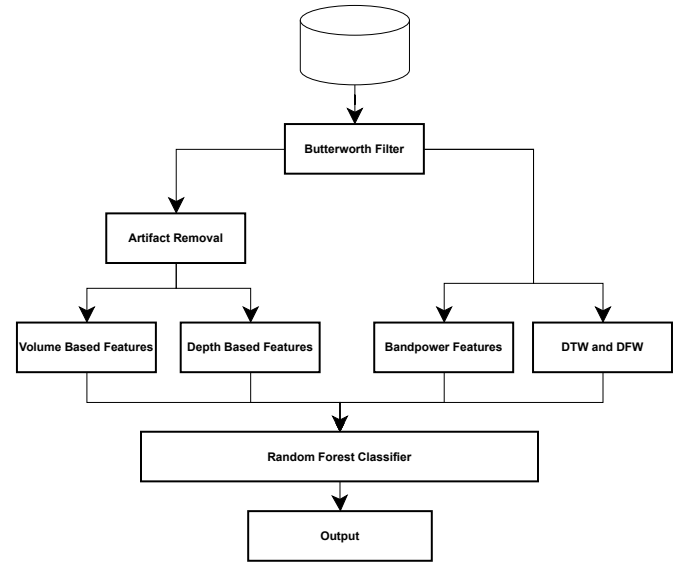 Butterworth Filter
Artifact Removal
Volume Based Features
Depth Based Features
Bandpower Features
DTW and DFW
Random Forest Classifier
Output